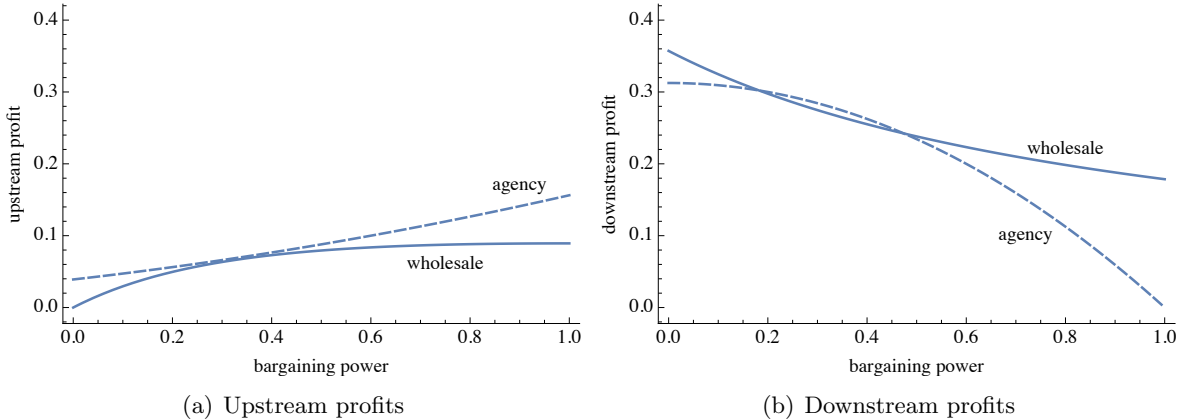 0.4
0.3
0.2
0.1
0.0
upstream profit
agency
wholesale
0.0 0.2 0.4 0.6 0.8 1.0
bargaining power
(a) Upstream profits
0.4
0.3
0.2
0.1
0.0
downstream profit
wholesale
agency
0.0 0.2 0.4 0.6 0.8 1.0
bargaining power
(b) Downstream profits